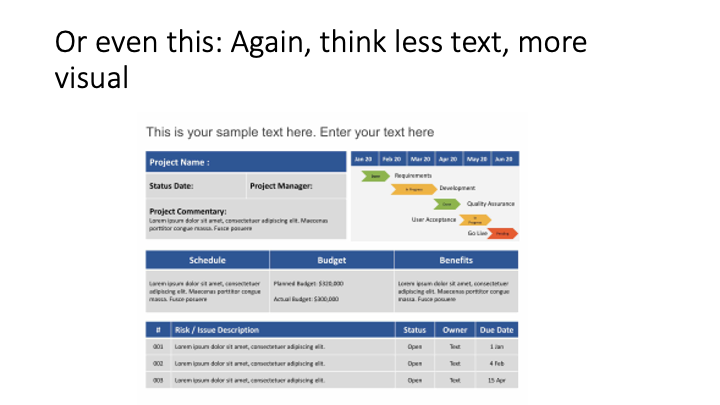 Or even this: Again, think less text, more
visual
This is your sample text here. Enter your text here
Project Name :
Status Date: Project Manager:
Project Commentary:
Lorem ipsum dolor sit amet, consectetuer adipiscing elit. Maecenas
porttitor congue massa. Fusce posuere
Jan 20 Feb 20 Mar 20 Apr 20 May 20 Jun 20
Requirements
In Progress Development
Quality Assurance
User Acceptance In
Progress
Go Live
Schedule Budget Benefits
Lorem ipsum dolor sit amet, consectetuer
adipiscing elit. Maecenas porttitor congue
massa. Fusce posuere
Planned Budget: $320,000
Actual Budget: $300,000
Lorem ipsum dolor sit amet, consectetuer
adipiscing elit. Maecenas porttitor congue
massa. Fusce posuere
# Risk / Issue Description Status Owner Due Date
001 Lorem ipsum dolor sit amet, consectetuer adipiscing elit. Open Text 1 Jan
002 Lorem ipsum dolor sit amet, consectetuer adipiscing elit. Open Text 4 Feb
003 Lorem ipsum dolor sit amet, consectetuer adipiscing elit. Open Text 15 Apr